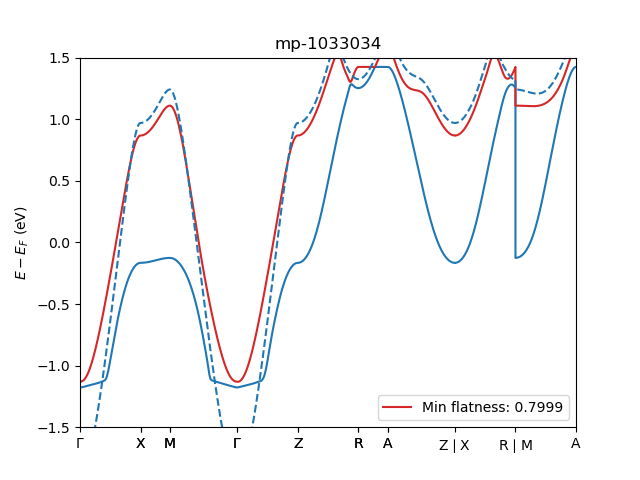 mp-1033034
E − E_F (eV)
1.5
1.0
0.5
0.0
−0.5
−1.0
−1.5
Min flatness: 0.7999
Γ X M Γ Z R A Z | X R | M A